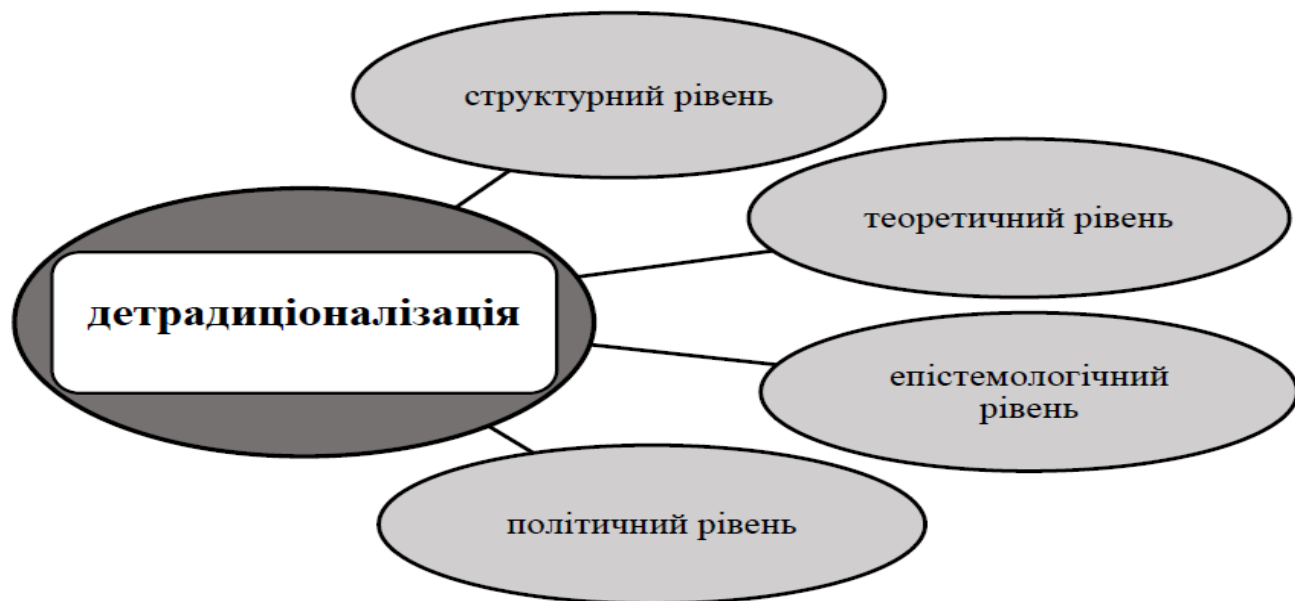 структурний рівень
теоретичний рівень
детрадиціоналізація
епістемологічний
рівень
політичний рівень